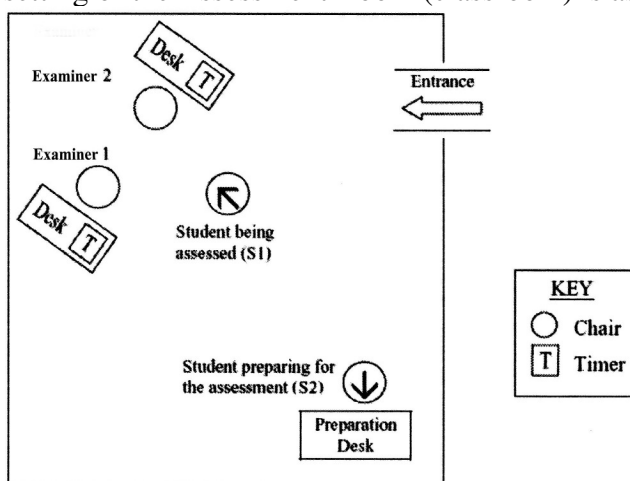 Examiner 2
Desk T
Entrance
Examiner 1
Desk T
Student being
assessed (S1)
KEY
Chair
T Timer
Student preparing for
the assessment (S2)
Preparation
Desk